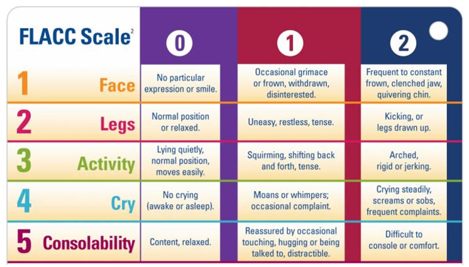 FLACC Scale²
0
1
2
1 Face
No particular
expression or smile.
Occasional grimace
or frown, withdrawn,
disinterested.
Frequent to constant
frown, clenched jaw,
quivering chin.
2 Legs
Normal position
or relaxed.
Uneasy, restless, tense.
Kicking, or
legs drawn up.
3 Activity
Lying quietly,
normal position,
moves easily.
Squirming, shifting back
and forth, tense.
Arched,
rigid or jerking.
4 Cry
No crying
(awake or asleep).
Moans or whimpers;
occasional complaint.
Crying steadily,
screams or sobs,
frequent complaints.
5 Consolability
Content, relaxed.
Reassured by occasional
touching, hugging or being
talked to, distractible.
Difficult to
console or comfort.